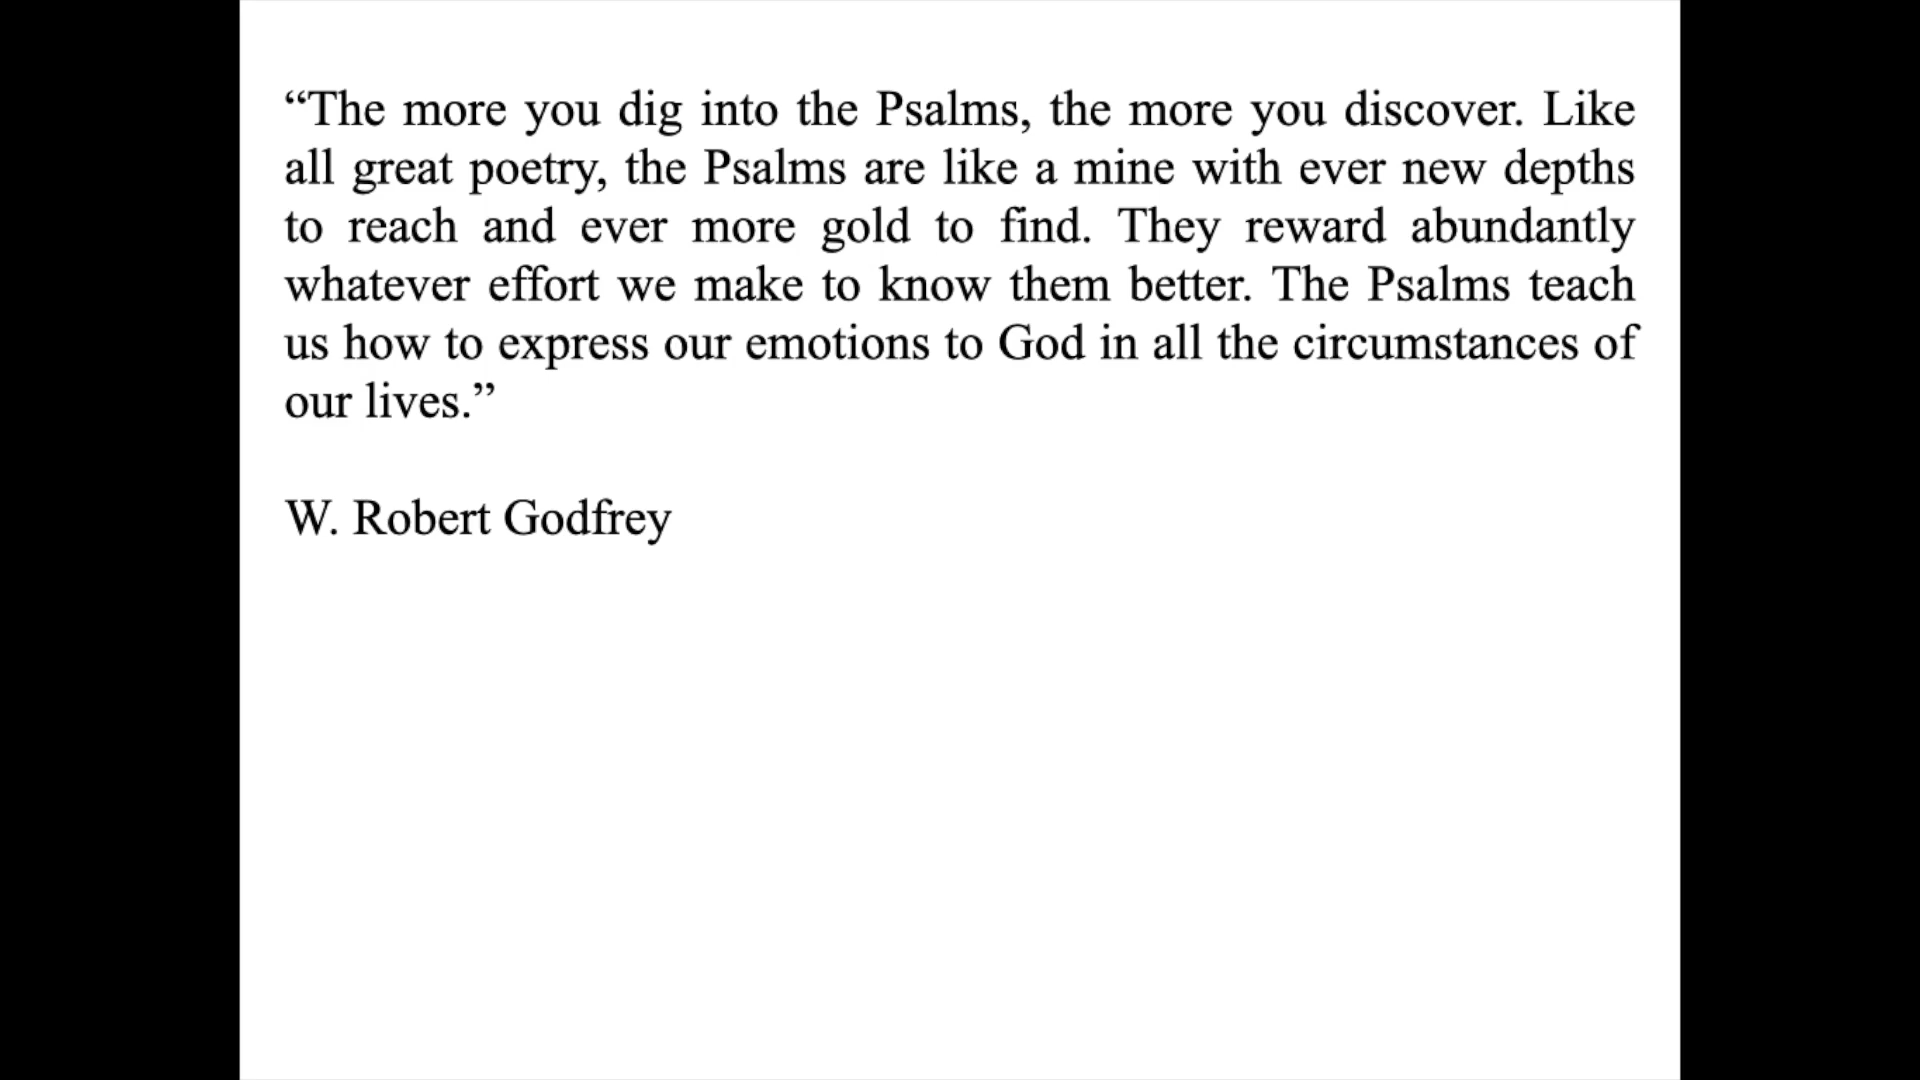 “The more you dig into the Psalms, the more you discover. Like
all great poetry, the Psalms are like a mine with ever new depths
to reach and ever more gold to find. They reward abundantly
whatever effort we make to know them better. The Psalms teach
us how to express our emotions to God in all the circumstances of
our lives.”
W. Robert Godfrey